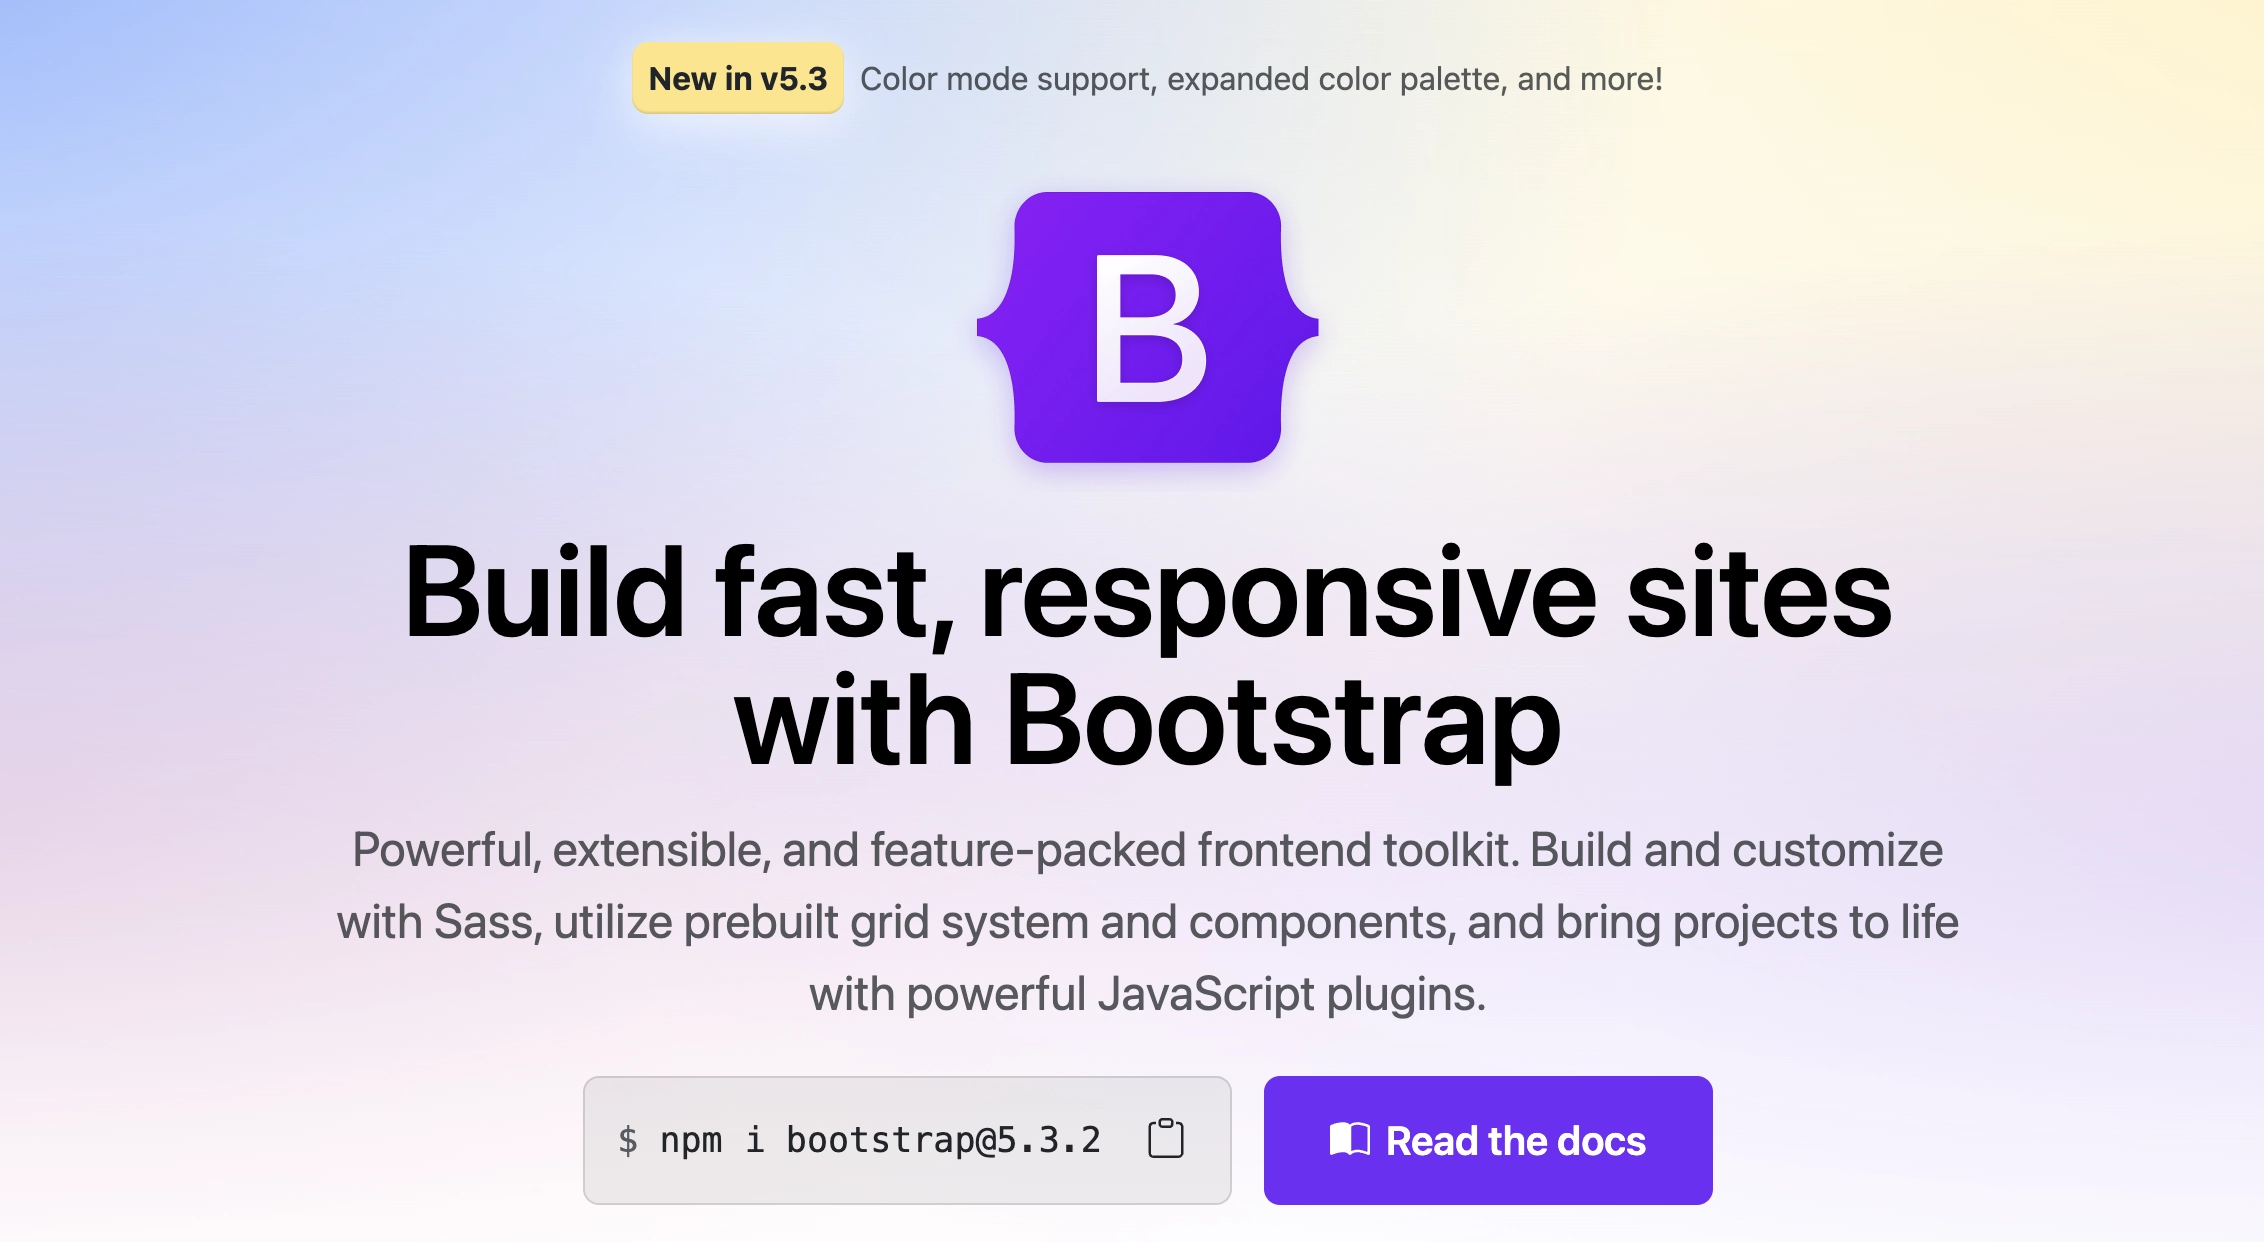 New in v5.3 Color mode support, expanded color palette, and more!
B
Build fast, responsive sites
with Bootstrap
Powerful, extensible, and feature-packed frontend toolkit. Build and customize
with Sass, utilize prebuilt grid system and components, and bring projects to life
with powerful JavaScript plugins.
$ npm i bootstrap@5.3.2
Read the docs